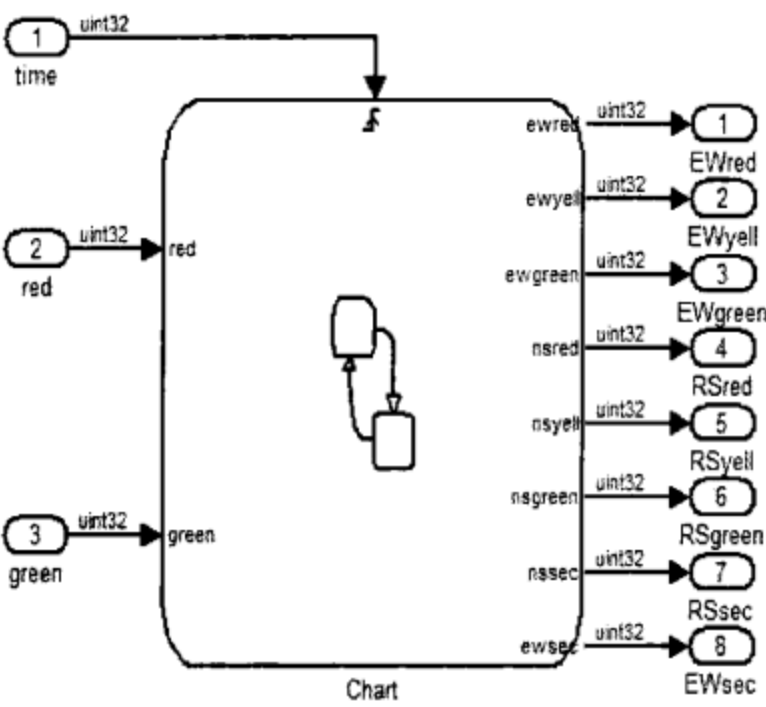 uint32
1
time
ewred uint32 1
EWred
ewyell uint32 2
EWyell
2 uint32 red
red
ewgreen uint32 3
EWgreen
nsred uint32 4
RSred
nsyell uint32 5
RSyell
nsgreen uint32 6
RSgreen
3 uint32 green
green
nssec uint32 7
RSsec
ewsec uint32 8
EWsec
Chart